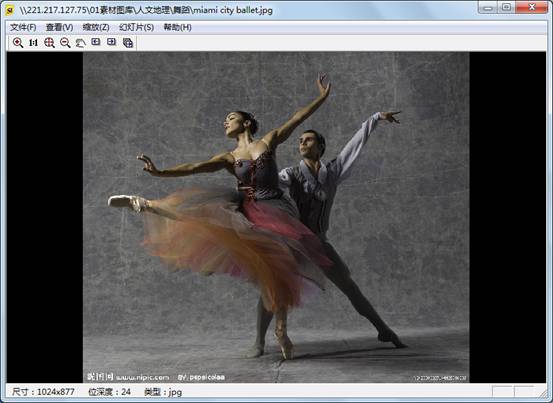 \\221.217.127.75\01素材图库\人文地理\舞蹈\miami city ballet.jpg
文件(F) 查看(V) 缩放(Z) 幻灯片(S) 帮助(H)
1:1
昵图网 www.nipic.com BY: pepsicolaa
尺寸：1024x877 位深度：24 类型：jpg